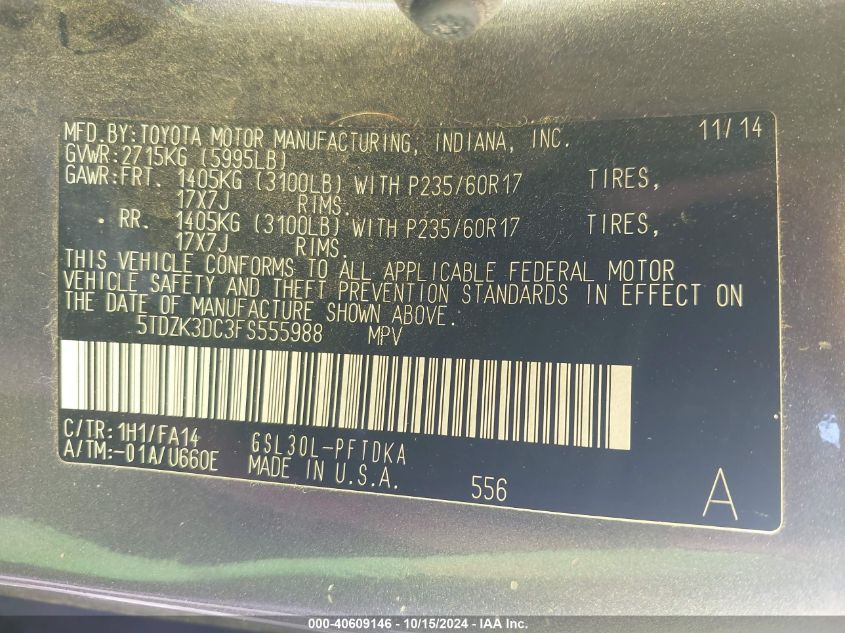 MFD.BY:TOYOTA MOTOR MANUFACTURING, INDIANA, INC. 11/14
GVWR:2715KG (5995LB)
GAWR:FRT. 1405KG (3100LB) WITH P235/60R17 TIRES,
17X7J RIMS.
RR. 1405KG (3100LB) WITH P235/60R17 TIRES,
17X7J RIMS.
THIS VEHICLE CONFORMS TO ALL APPLICABLE FEDERAL MOTOR
VEHICLE SAFETY AND THEFT PREVENTION STANDARDS IN EFFECT ON
THE DATE OF MANUFACTURE SHOWN ABOVE.
5TDZK3DC3FS555988 MPV
C/TR:1H1/FA14 GSL30L-PFTDKA
A/TM:-01A/U660E MADE IN U.S.A. 556 A
000-40609146 - 10/15/2024 - IAA Inc.